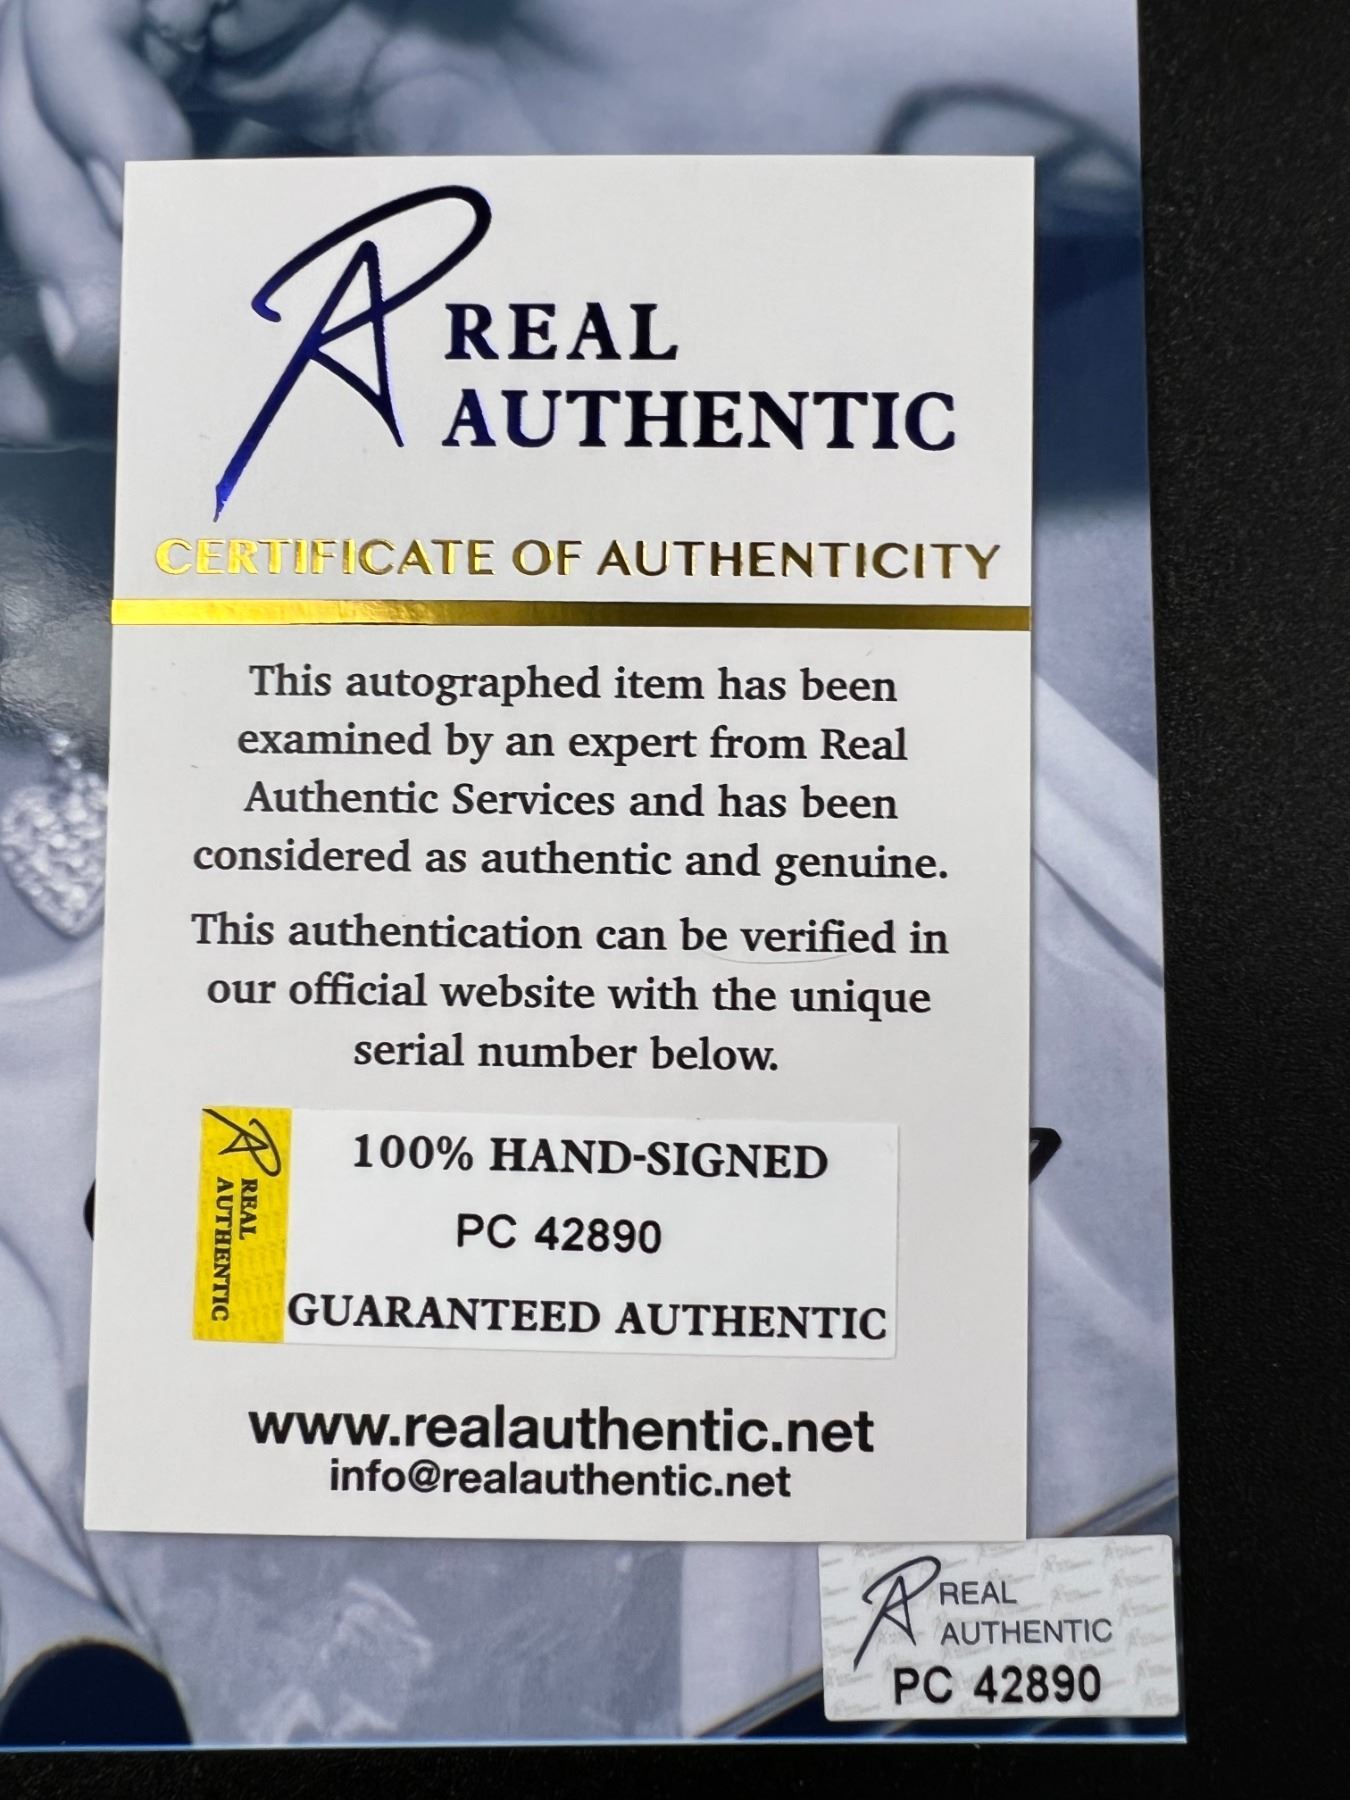 REAL
AUTHENTIC
CERTIFICATE OF AUTHENTICITY
This autographed item has been
examined by an expert from Real
Authentic Services and has been
considered as authentic and genuine.
This authentication can be verified in
our official website with the unique
serial number below.
REAL
AUTHENTIC
100% HAND-SIGNED
PC 42890
GUARANTEED AUTHENTIC
www.realauthentic.net
info@realauthentic.net
REAL
AUTHENTIC
PC 42890